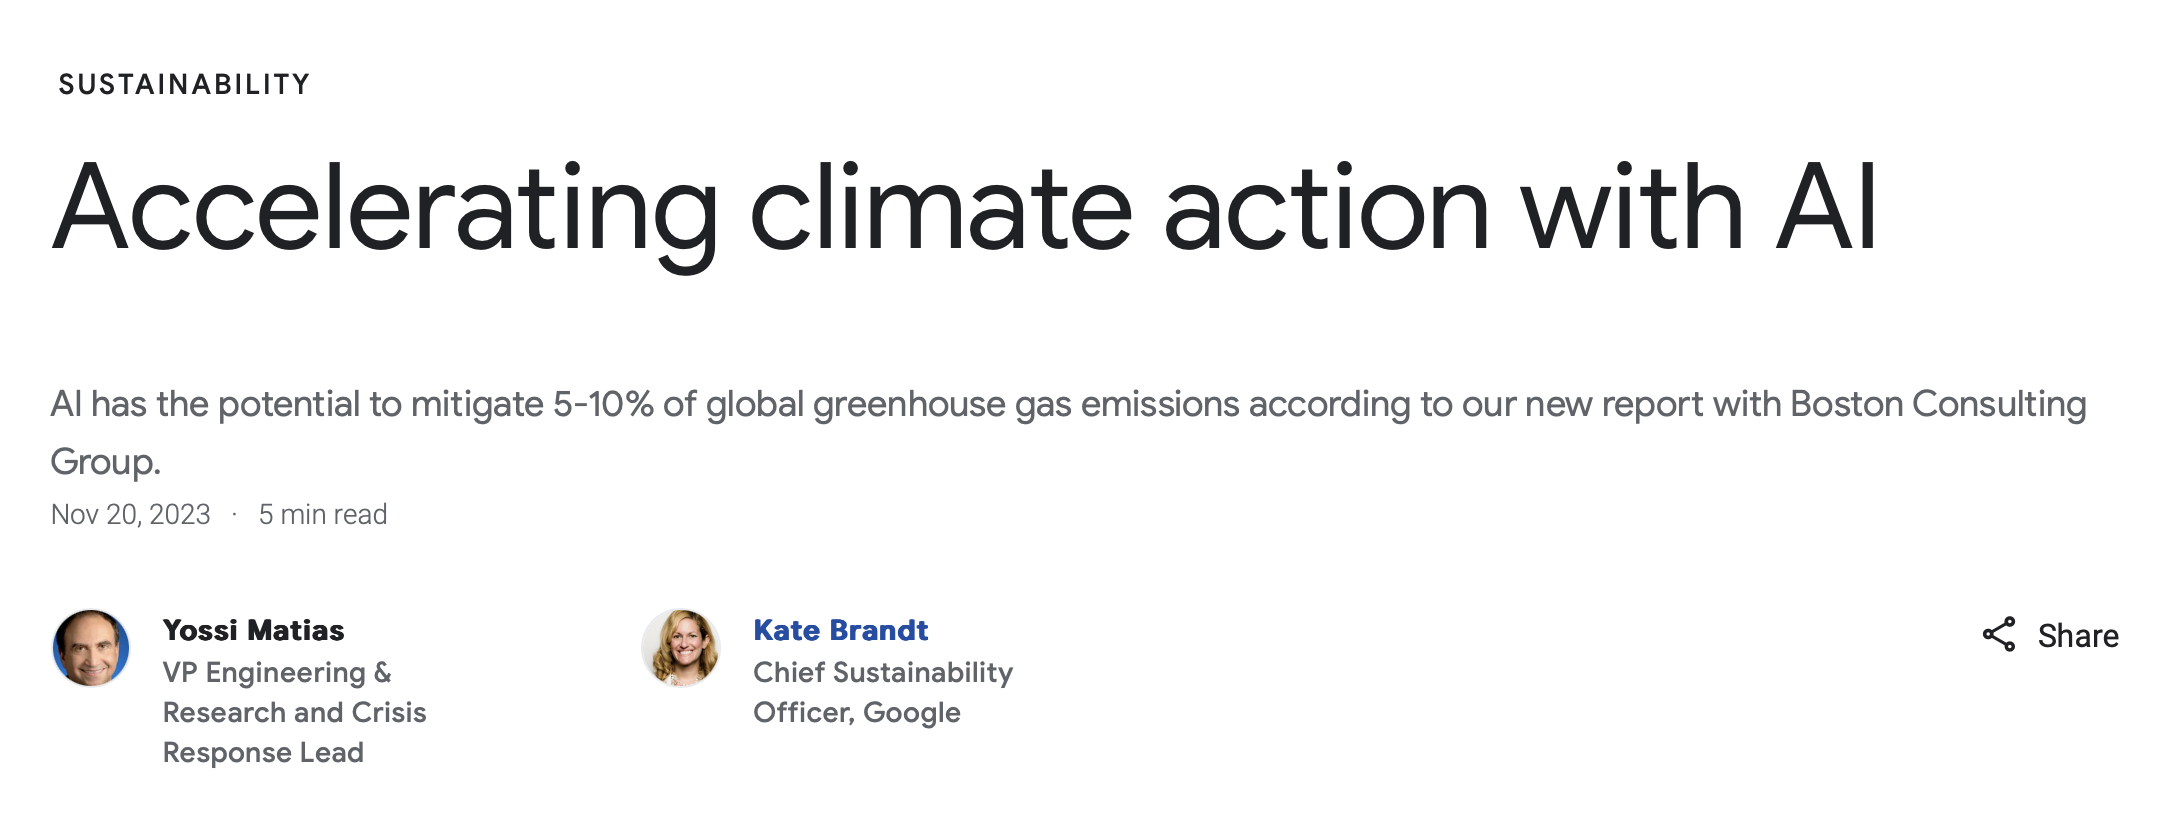 SUSTAINABILITY
Accelerating climate action with AI
AI has the potential to mitigate 5-10% of global greenhouse gas emissions according to our new report with Boston Consulting
Group.
Nov 20, 2023 · 5 min read
Yossi Matias
VP Engineering &
Research and Crisis
Response Lead
Kate Brandt
Chief Sustainability
Officer, Google
Share